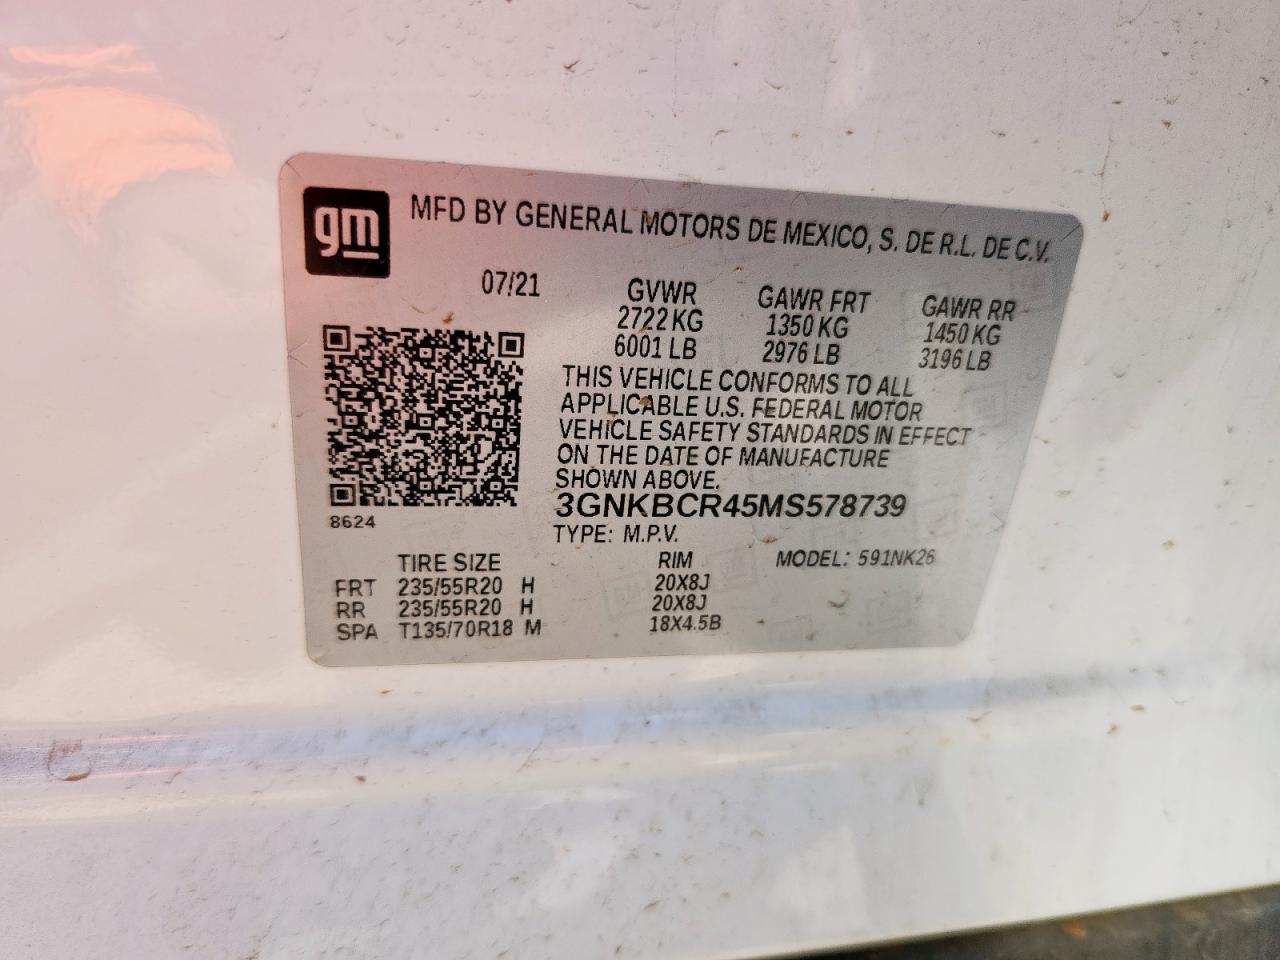 gm
MFD BY GENERAL MOTORS DE MEXICO, S. DE R.L. DE C.V.
07/21 GVWR GAWR FRT GAWR RR
2722 KG 1350 KG 1450 KG
6001 LB 2976 LB 3196 LB
THIS VEHICLE CONFORMS TO ALL
APPLICABLE U.S. FEDERAL MOTOR
VEHICLE SAFETY STANDARDS IN EFFECT
ON THE DATE OF MANUFACTURE
SHOWN ABOVE.
3GNKBCR45MS578739
8624
TYPE: M.P.V.
TIRE SIZE RIM MODEL: 591NK26
FRT 235/55R20 H 20X8J
RR 235/55R20 H 20X8J
SPA T135/70R18 M 18X4.5B